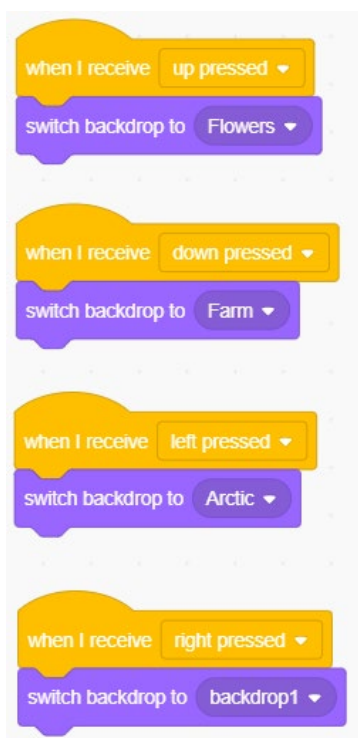 when I receive up pressed
switch backdrop to Flowers
when I receive down pressed
switch backdrop to Farm
when I receive left pressed
switch backdrop to Arctic
when I receive right pressed
switch backdrop to backdrop1